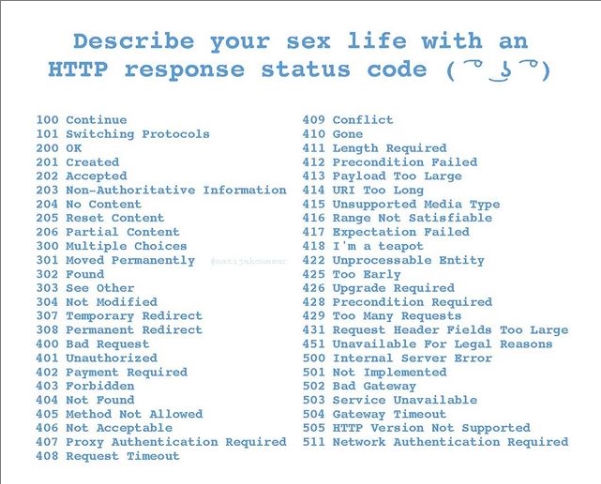 Describe your sex life with an
HTTP response status code ( ͡° ͜ʖ ͡°)
100 Continue
101 Switching Protocols
200 OK
201 Created
202 Accepted
203 Non-Authoritative Information
204 No Content
205 Reset Content
206 Partial Content
300 Multiple Choices
301 Moved Permanently
302 Found
303 See Other
304 Not Modified
307 Temporary Redirect
308 Permanent Redirect
400 Bad Request
401 Unauthorized
402 Payment Required
403 Forbidden
404 Not Found
405 Method Not Allowed
406 Not Acceptable
407 Proxy Authentication Required
408 Request Timeout
409 Conflict
410 Gone
411 Length Required
412 Precondition Failed
413 Payload Too Large
414 URI Too Long
415 Unsupported Media Type
416 Range Not Satisfiable
417 Expectation Failed
418 I'm a teapot
422 Unprocessable Entity
425 Too Early
426 Upgrade Required
428 Precondition Required
429 Too Many Requests
431 Request Header Fields Too Large
451 Unavailable For Legal Reasons
500 Internal Server Error
501 Not Implemented
502 Bad Gateway
503 Service Unavailable
504 Gateway Timeout
505 HTTP Version Not Supported
511 Network Authentication Required